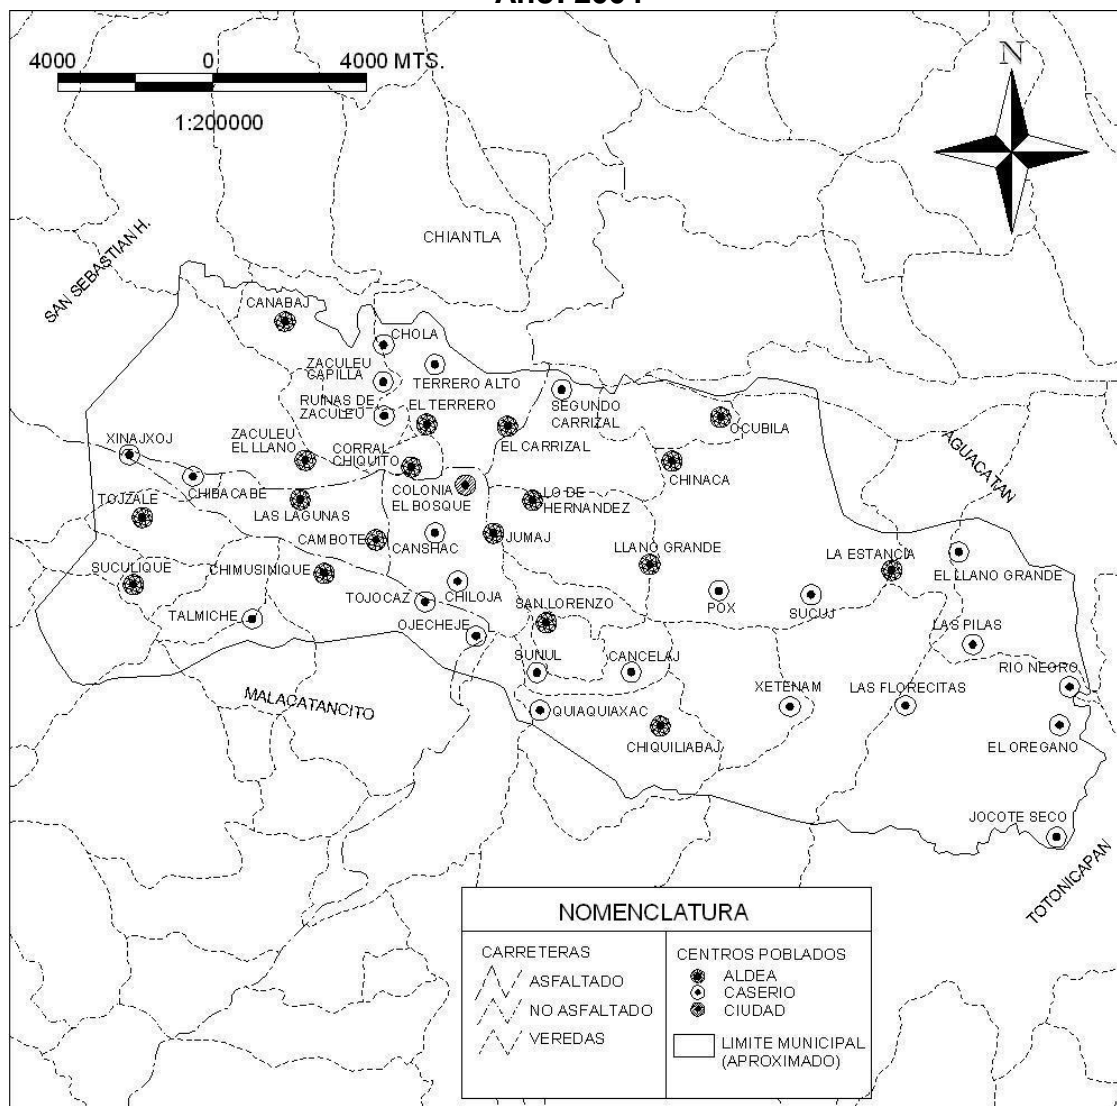 4000 0 4000 MTS.
1:200000
N
CHIANTLA
SAN SEBASTIAN H.
CANABAJ
CHOLA
ZACULEU
CAPILLA
TERRERO ALTO
RUINAS DE
ZACULEU
EL TERRERO
SEGUNDO
CARRIZAL
OCUBILA
XINAJXOJ
ZACULEU
EL LLANO
CORRAL
CHIQUITO
EL CARRIZAL
AGUACATAN
CHIBACABE
CHINACA
TOJZALE
LAS LAGUNAS
COLONIA
EL BOSQUE
LO DE
HERNANDEZ
CAMBOTE
CANSHAC
JUMAJ
LLANO GRANDE
LA ESTANCIA
SUCULIQUE
CHIMUSINIQUE
EL LLANO GRANDE
TOJOCAZ
CHILOJA
SAN LORENZO
POX
SUCUJ
TALMICHE
OJECHEJE
LAS PILAS
SUNUL
CANCELAJ
RIO NEGRO
MALACATANCITO
XETENAM
LAS FLORECITAS
QUIAQUIAXAC
CHIQUILIABAJ
EL OREGANO
JOCOTE SECO
TOTONICAPAN
NOMENCLATURA
CARRETERAS
ASFALTADO
NO ASFALTADO
VEREDAS
CENTROS POBLADOS
ALDEA
CASERIO
CIUDAD
LIMITE MUNICIPAL
(APROXIMADO)